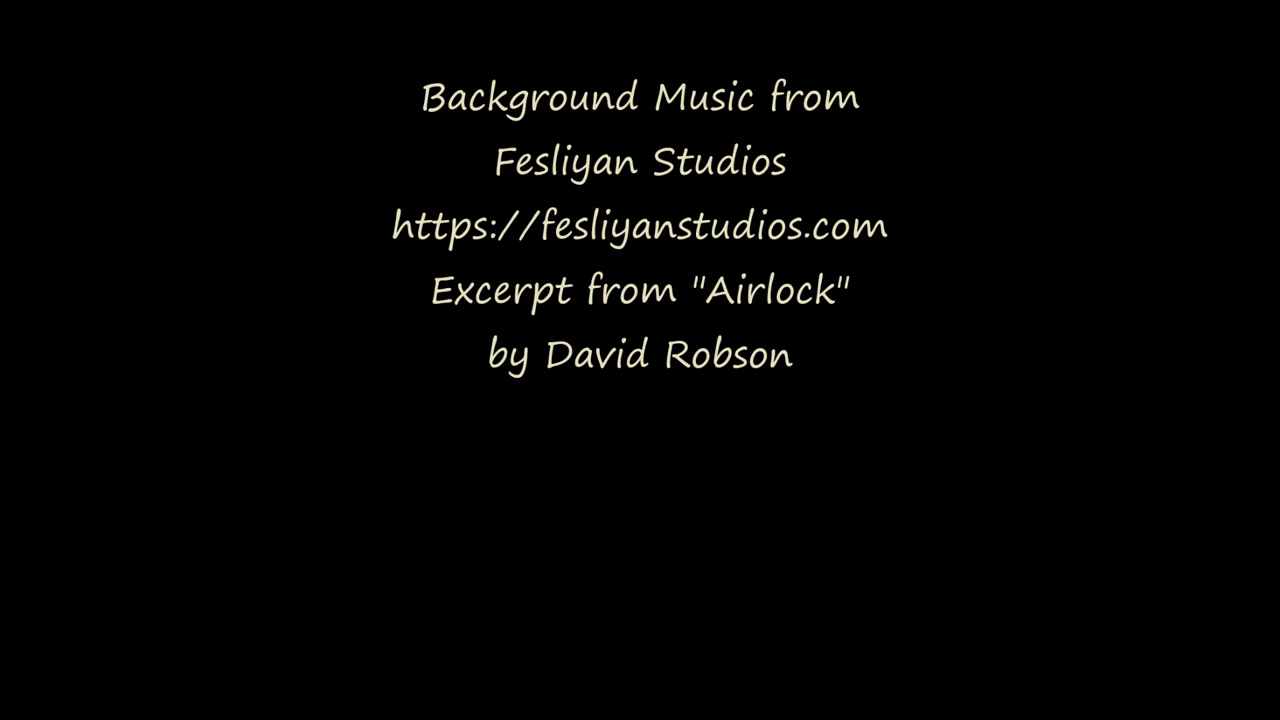 Background Music from
Fesliyan Studios
https://fesliyanstudios.com
Excerpt from "Airlock"
by David Robson